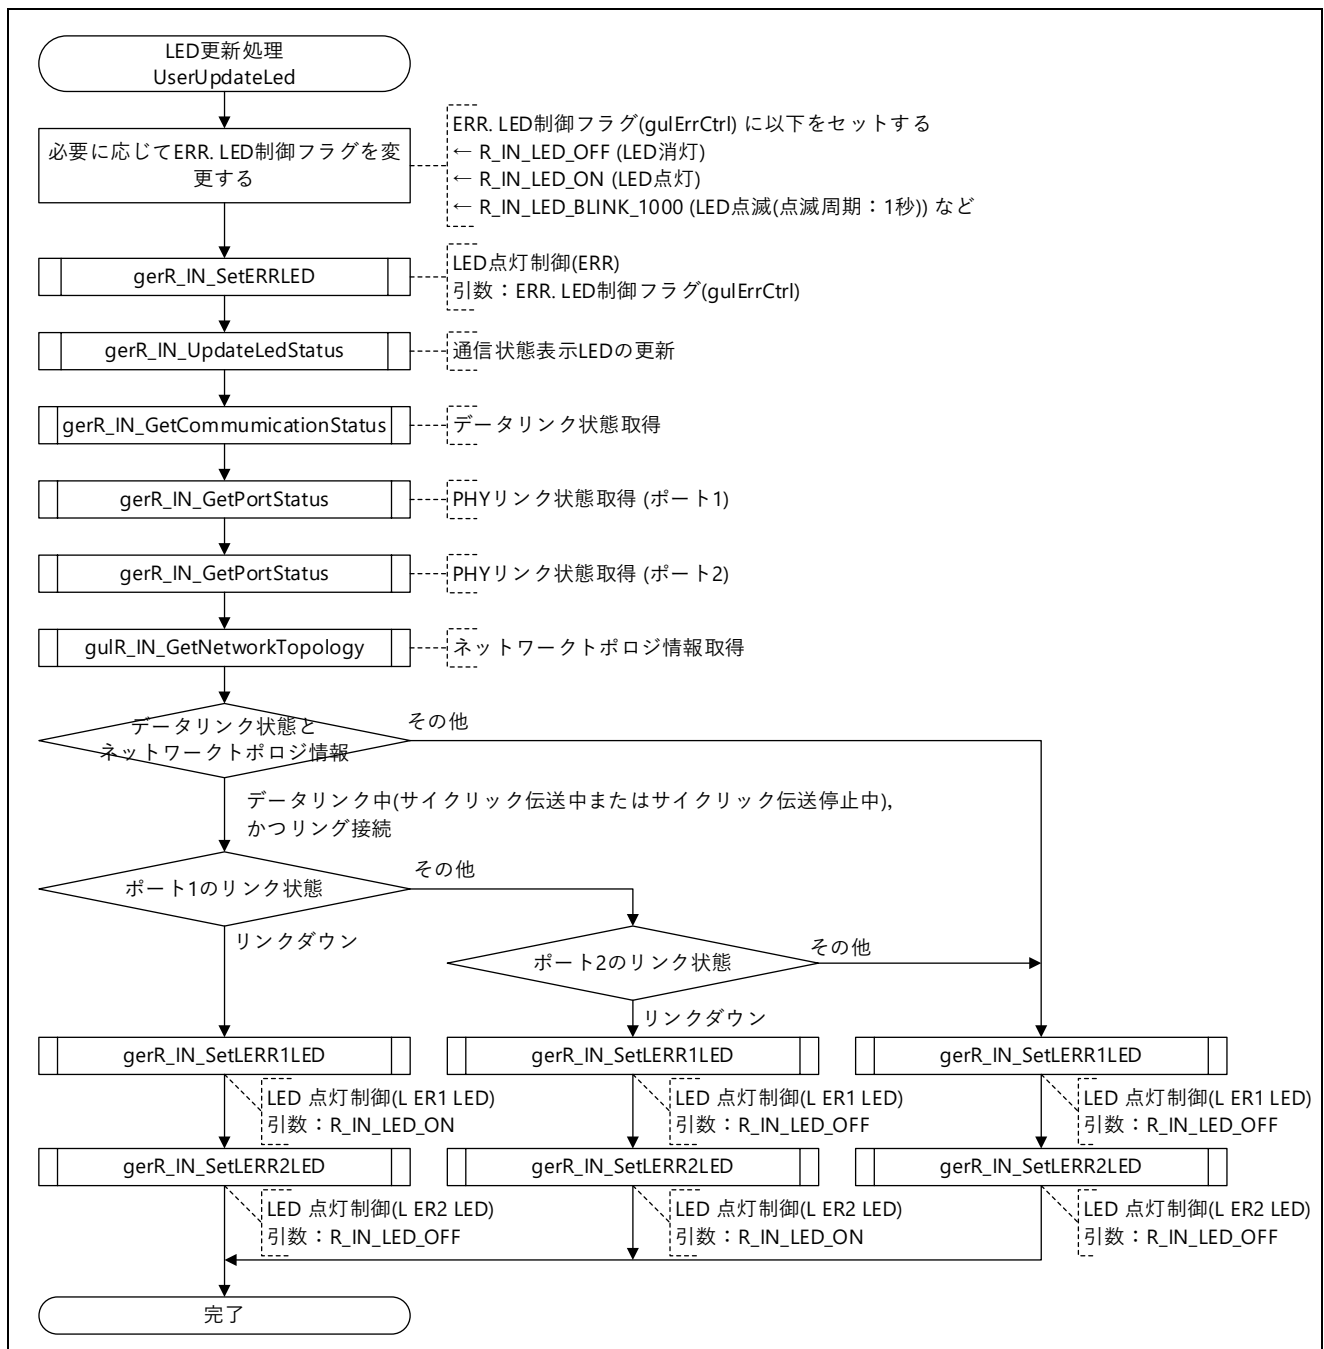 LED更新処理
UserUpdateLed
必要に応じてERR. LED制御フラグを変
更する
ERR. LED制御フラグ(gulErrCtrl) に以下をセットする
← R_IN_LED_OFF (LED消灯)
← R_IN_LED_ON (LED点灯)
← R_IN_LED_BLINK_1000 (LED点滅(点滅周期：1秒)) など
gerR_IN_SetERRLED
LED点灯制御(ERR)
引数：ERR. LED制御フラグ(gulErrCtrl)
gerR_IN_UpdateLedStatus
通信状態表示LEDの更新
gerR_IN_GetCommumicationStatus
データリンク状態取得
gerR_IN_GetPortStatus
PHYリンク状態取得 (ポート1)
gerR_IN_GetPortStatus
PHYリンク状態取得 (ポート2)
gulR_IN_GetNetworkTopology
ネットワークトポロジ情報取得
データリンク状態と
ネットワークトポロジ情報
その他
データリンク中(サイクリック伝送中またはサイクリック伝送停止中),
かつリング接続
ポート1のリンク状態
その他
リンクダウン
ポート2のリンク状態
その他
リンクダウン
gerR_IN_SetLERR1LED
gerR_IN_SetLERR1LED
gerR_IN_SetLERR1LED
LED 点灯制御(L ER1 LED)
引数：R_IN_LED_ON
LED 点灯制御(L ER1 LED)
引数：R_IN_LED_OFF
LED 点灯制御(L ER1 LED)
引数：R_IN_LED_OFF
gerR_IN_SetLERR2LED
gerR_IN_SetLERR2LED
gerR_IN_SetLERR2LED
LED 点灯制御(L ER2 LED)
引数：R_IN_LED_OFF
LED 点灯制御(L ER2 LED)
引数：R_IN_LED_ON
LED 点灯制御(L ER2 LED)
引数：R_IN_LED_OFF
完了